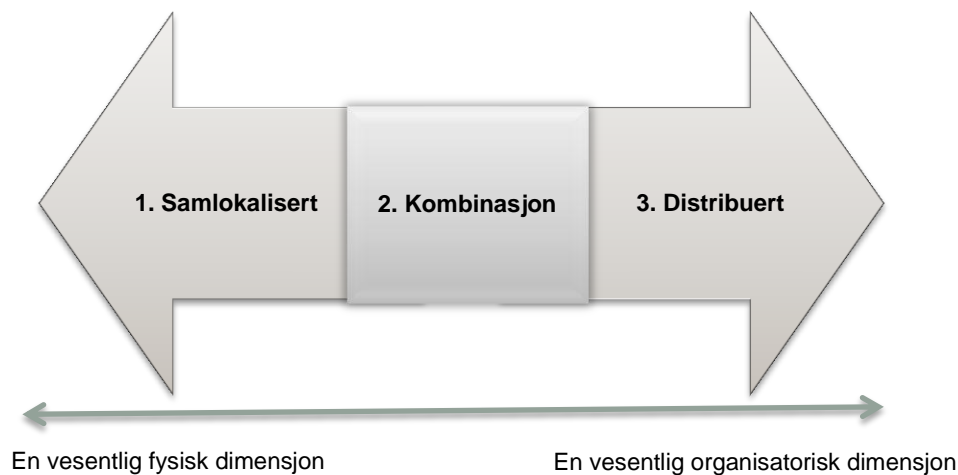 1. Samlokalisert
2. Kombinasjon
3. Distribuert
En vesentlig fysisk dimensjon
En vesentlig organisatorisk dimensjon